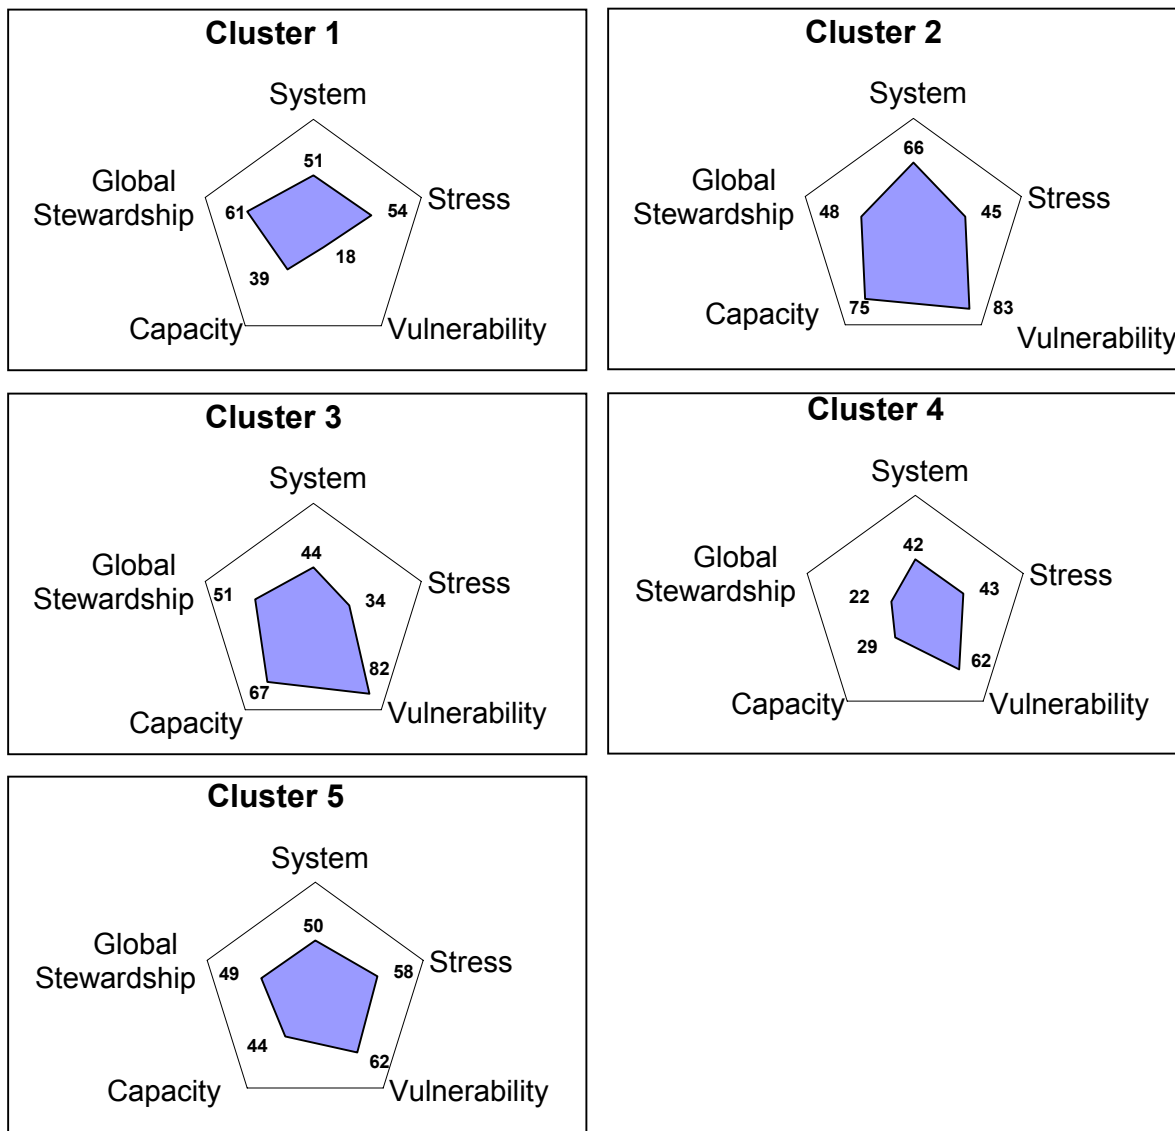 Cluster 1
System
51
Global
Stewardship
61
54
Stress
18
39
Capacity
Vulnerability
Cluster 2
System
66
Global
Stewardship
48
45
Stress
75
83
Capacity
Vulnerability
Cluster 3
System
44
Global
Stewardship
51
34
Stress
82
67
Capacity
Vulnerability
Cluster 4
System
42
Global
Stewardship
22
43
Stress
29
62
Capacity
Vulnerability
Cluster 5
System
50
Global
Stewardship
49
58
Stress
44
62
Capacity
Vulnerability